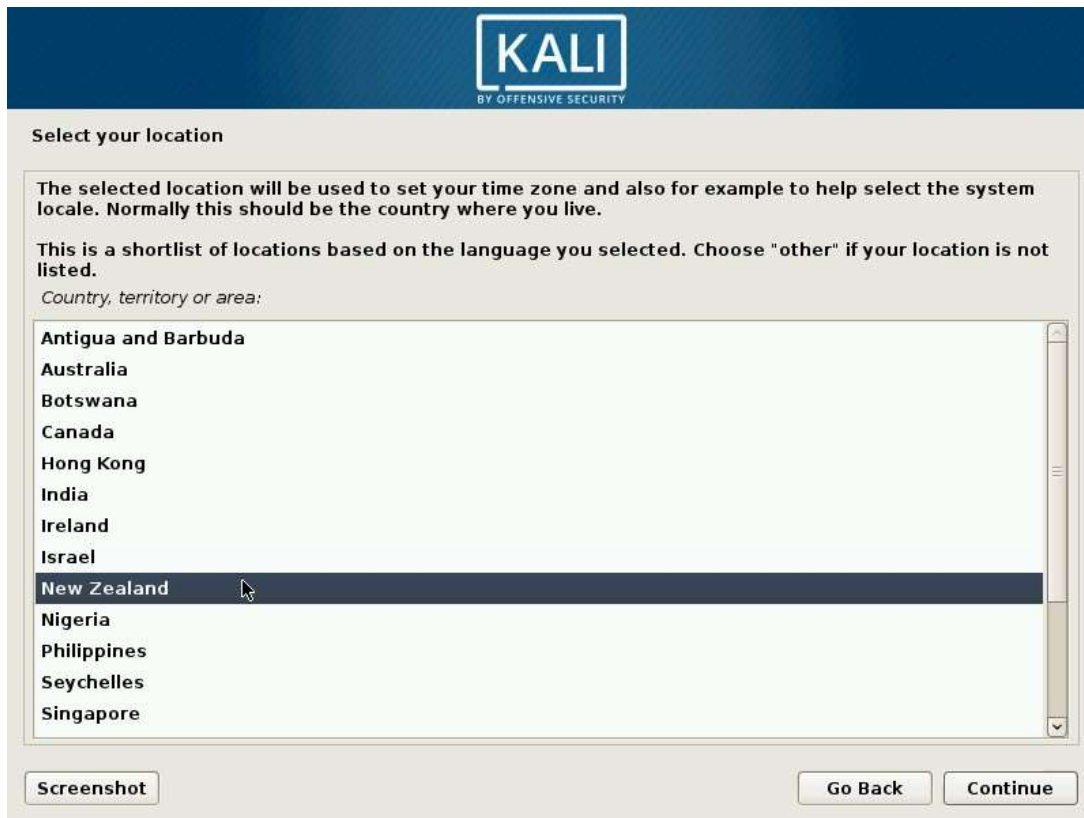 KALI
BY OFFENSIVE SECURITY
Select your location
The selected location will be used to set your time zone and also for example to help select the system
locale. Normally this should be the country where you live.
This is a shortlist of locations based on the language you selected. Choose "other" if your location is not
listed.
Country, territory or area:
Antigua and Barbuda
Australia
Botswana
Canada
Hong Kong
India
Ireland
Israel
New Zealand
Nigeria
Philippines
Seychelles
Singapore
Screenshot
Go Back
Continue